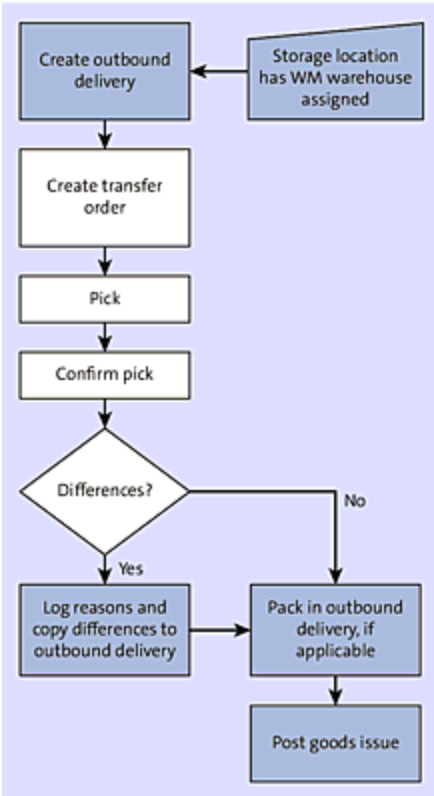 Create outbound
delivery
Storage location
has WM warehouse
assigned
Create transfer
order
Pick
Confirm pick
Differences?
No
Yes
Log reasons and
copy differences to
outbound delivery
Pack in outbound
delivery, if
applicable
Post goods issue